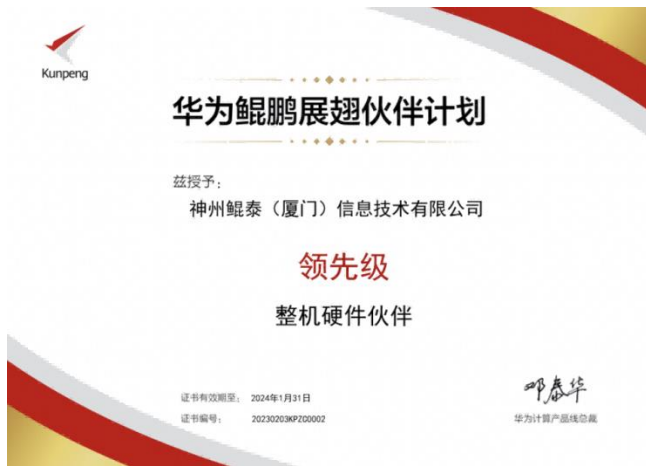 Kunpeng
华为鲲鹏展翅伙伴计划
兹授予：
神州鲲泰（厦门）信息技术有限公司
领先级
整机硬件伙伴
证书有效期至： 2024年1月31日
证书编号： 20230203KPZC0002
邓泰华
华为计算产品线总裁